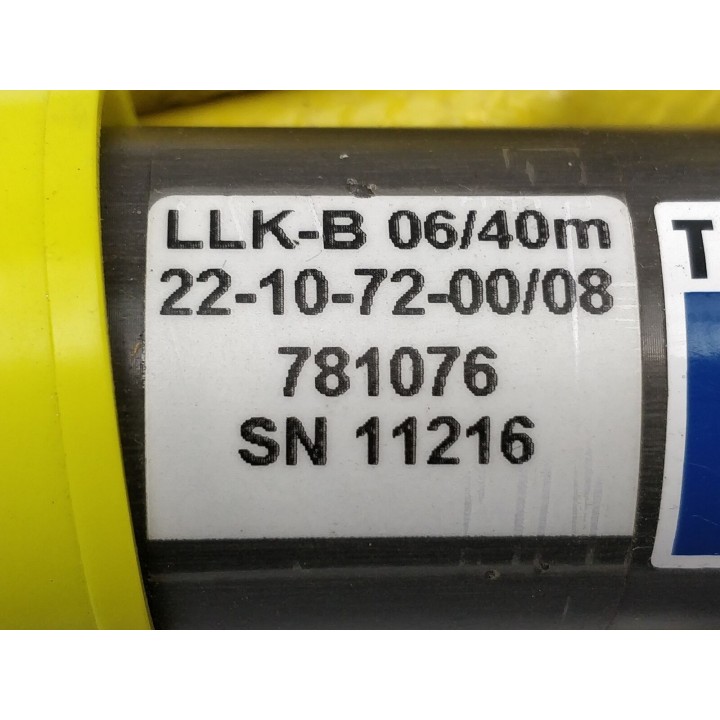 LLK-B 06/40m
22-10-72-00/08
781076
SN 11216
T